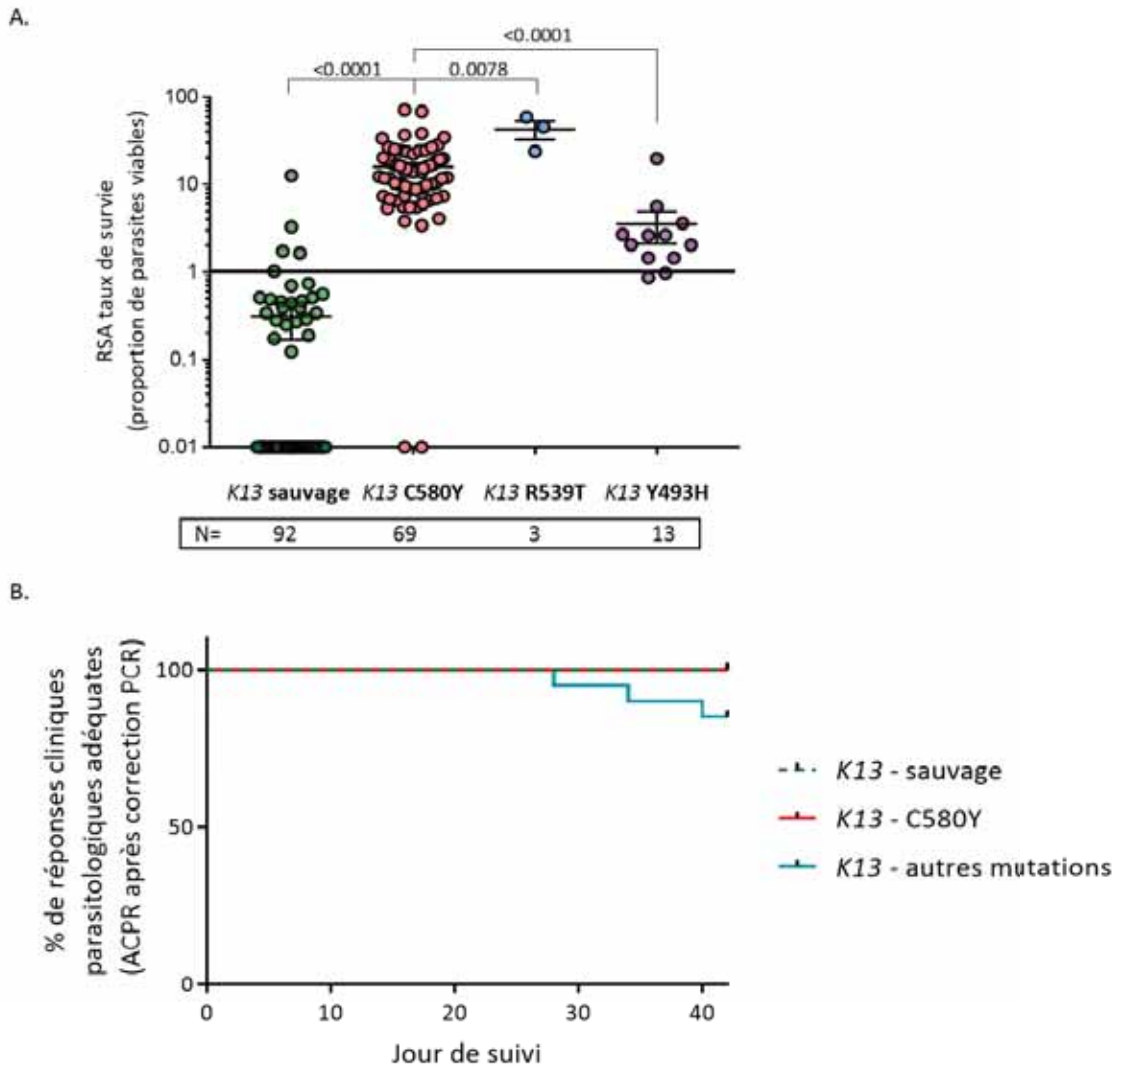 A.
<0.0001
<0.0001 0.0078
RSA taux de survie
(proportion de parasites viables)
100
10
1
0.1
0.01
K13 sauvage K13 C580Y K13 R539T K13 Y493H
N= 92 69 3 13
B.
% de réponses cliniques
parasitologiques adéquates
(ACPR après correction PCR)
100
50
0
0 10 20 30 40
Jour de suivi
K13 - sauvage
K13 - C580Y
K13 - autres mutations